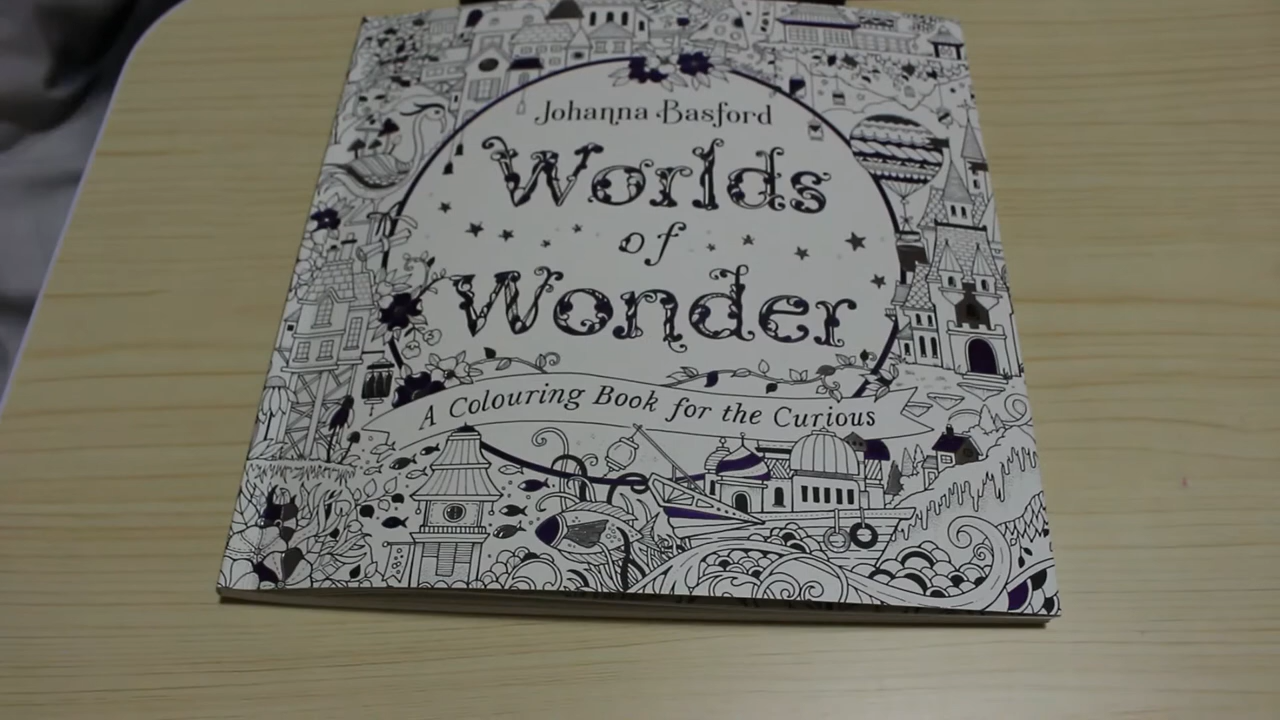 Johanna Basford
Worlds
of
Wonder
A Colouring Book for the Curious